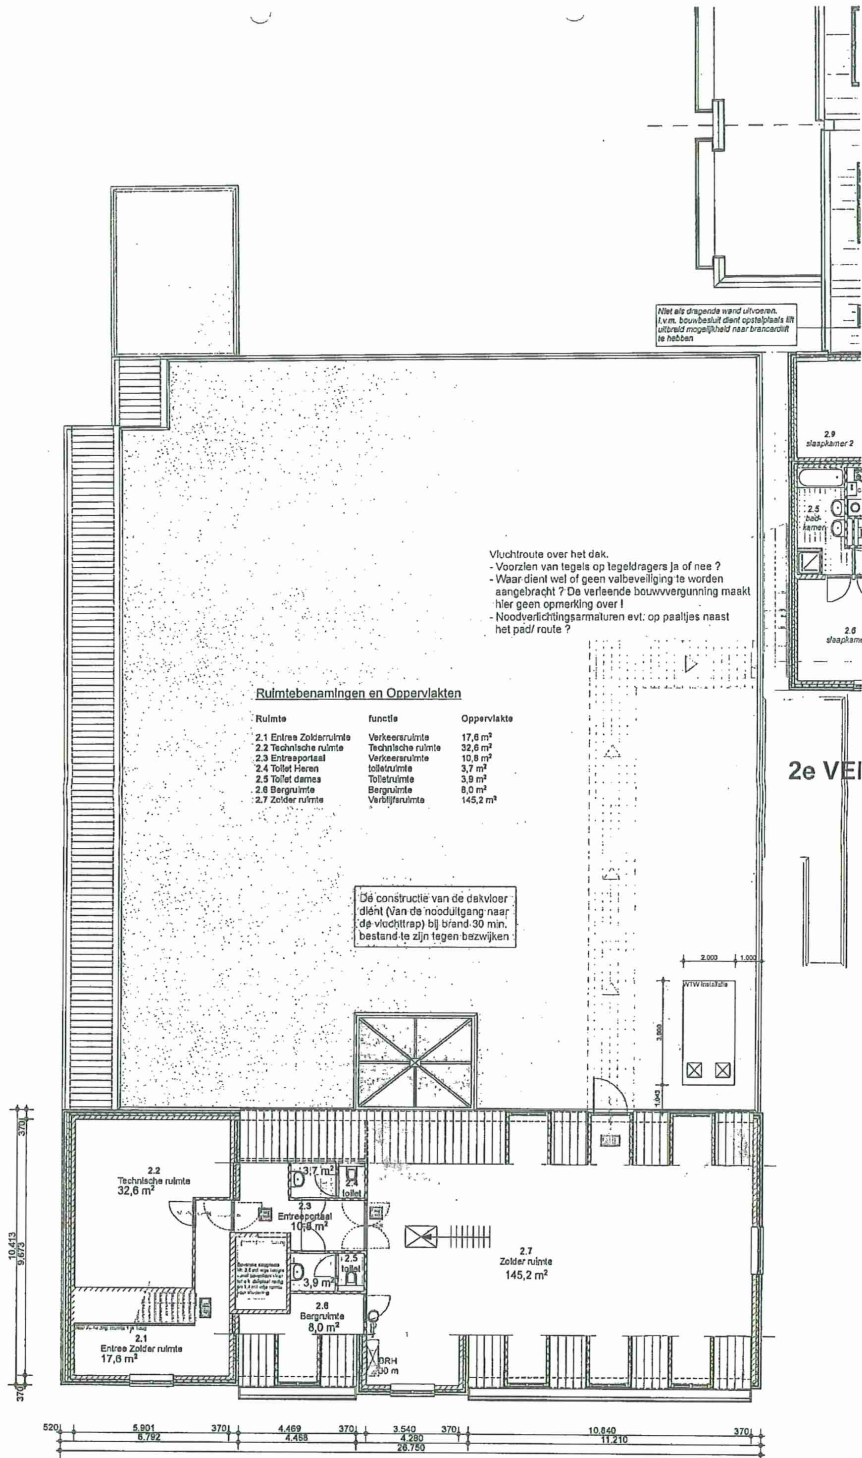 Niet als dragende wand uitvoeren.
i.v.m. bouwbesluit dient opstelplaats lift
uitbreid mogelijkheid naar brancardlift
te hebben
2.9
slaapkamer 2
2.5
bad-
kamer
2.6
slaapkame
Vluchtroute over het dak.
- Voorzien van tegels op tegeldragers ja of nee ?
- Waar dient wel of geen valbeveiliging te worden
aangebracht ? De verleende bouwvergunning maakt
hier geen opmerking over !
- Noodverlichtingsarmaturen evt. op paaltjes naast
het pad/ route ?
Ruimtebenamingen en Oppervlakten
Ruimte functie Oppervlakte
2.1 Entree Zolderruimte Verkeersruimte 17,6 m²
2.2 Technische ruimte Technische ruimte 32,6 m²
2.3 Entreeportaal Verkeersruimte 10,8 m²
2.4 Toilet Heren toiletruimte 3,7 m²
2.5 Toilet dames Toiletruimte 3,9 m²
2.6 Bergruimte Bergruimte 8,0 m²
2.7 Zolder ruimte Verblijfsruimte 145,2 m²
2e VE
De constructie van de dakvloer
dient (van de nooduitgang naar
de vluchttrap) bij brand 30 min.
bestand te zijn tegen bezwijken
2.000 1.000
WTW installatie
1.043
370
10.413
9.673
370
2.2
Technische ruimte
32,6 m²
3,7 m²
2.4
toilet
2.3
Entreeportaal
10,8 m²
2.5
toilet
3,9 m²
2.7
Zolder ruimte
145,2 m²
2.6
Bergruimte
8,0 m²
2.1
Entree Zolder ruimte
17,6 m²
BRH
30 m
520 5.901 370 4.469 370 3.540 370 10.840 370
6.792 4.468 4.280 11.210
26.750